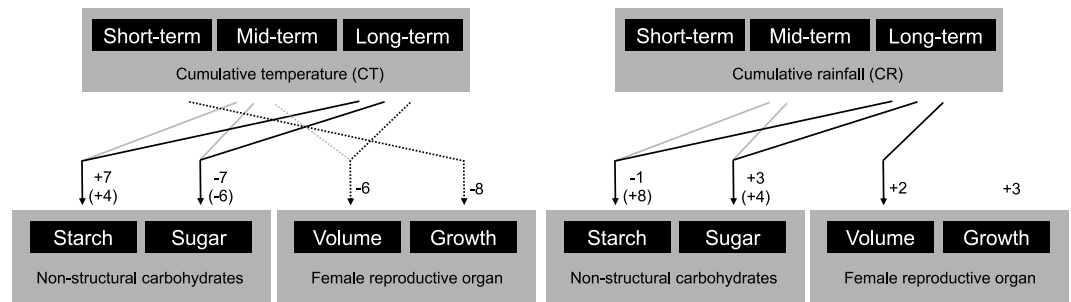 Short-term Mid-term Long-term
Cumulative temperature (CT)
+7
(+4)
-7
(-6)
-6
-8
Starch Sugar
Non-structural carbohydrates
Volume Growth
Female reproductive organ
Short-term Mid-term Long-term
Cumulative rainfall (CR)
-1
(+8)
+3
(+4)
+2
+3
Starch Sugar
Non-structural carbohydrates
Volume Growth
Female reproductive organ